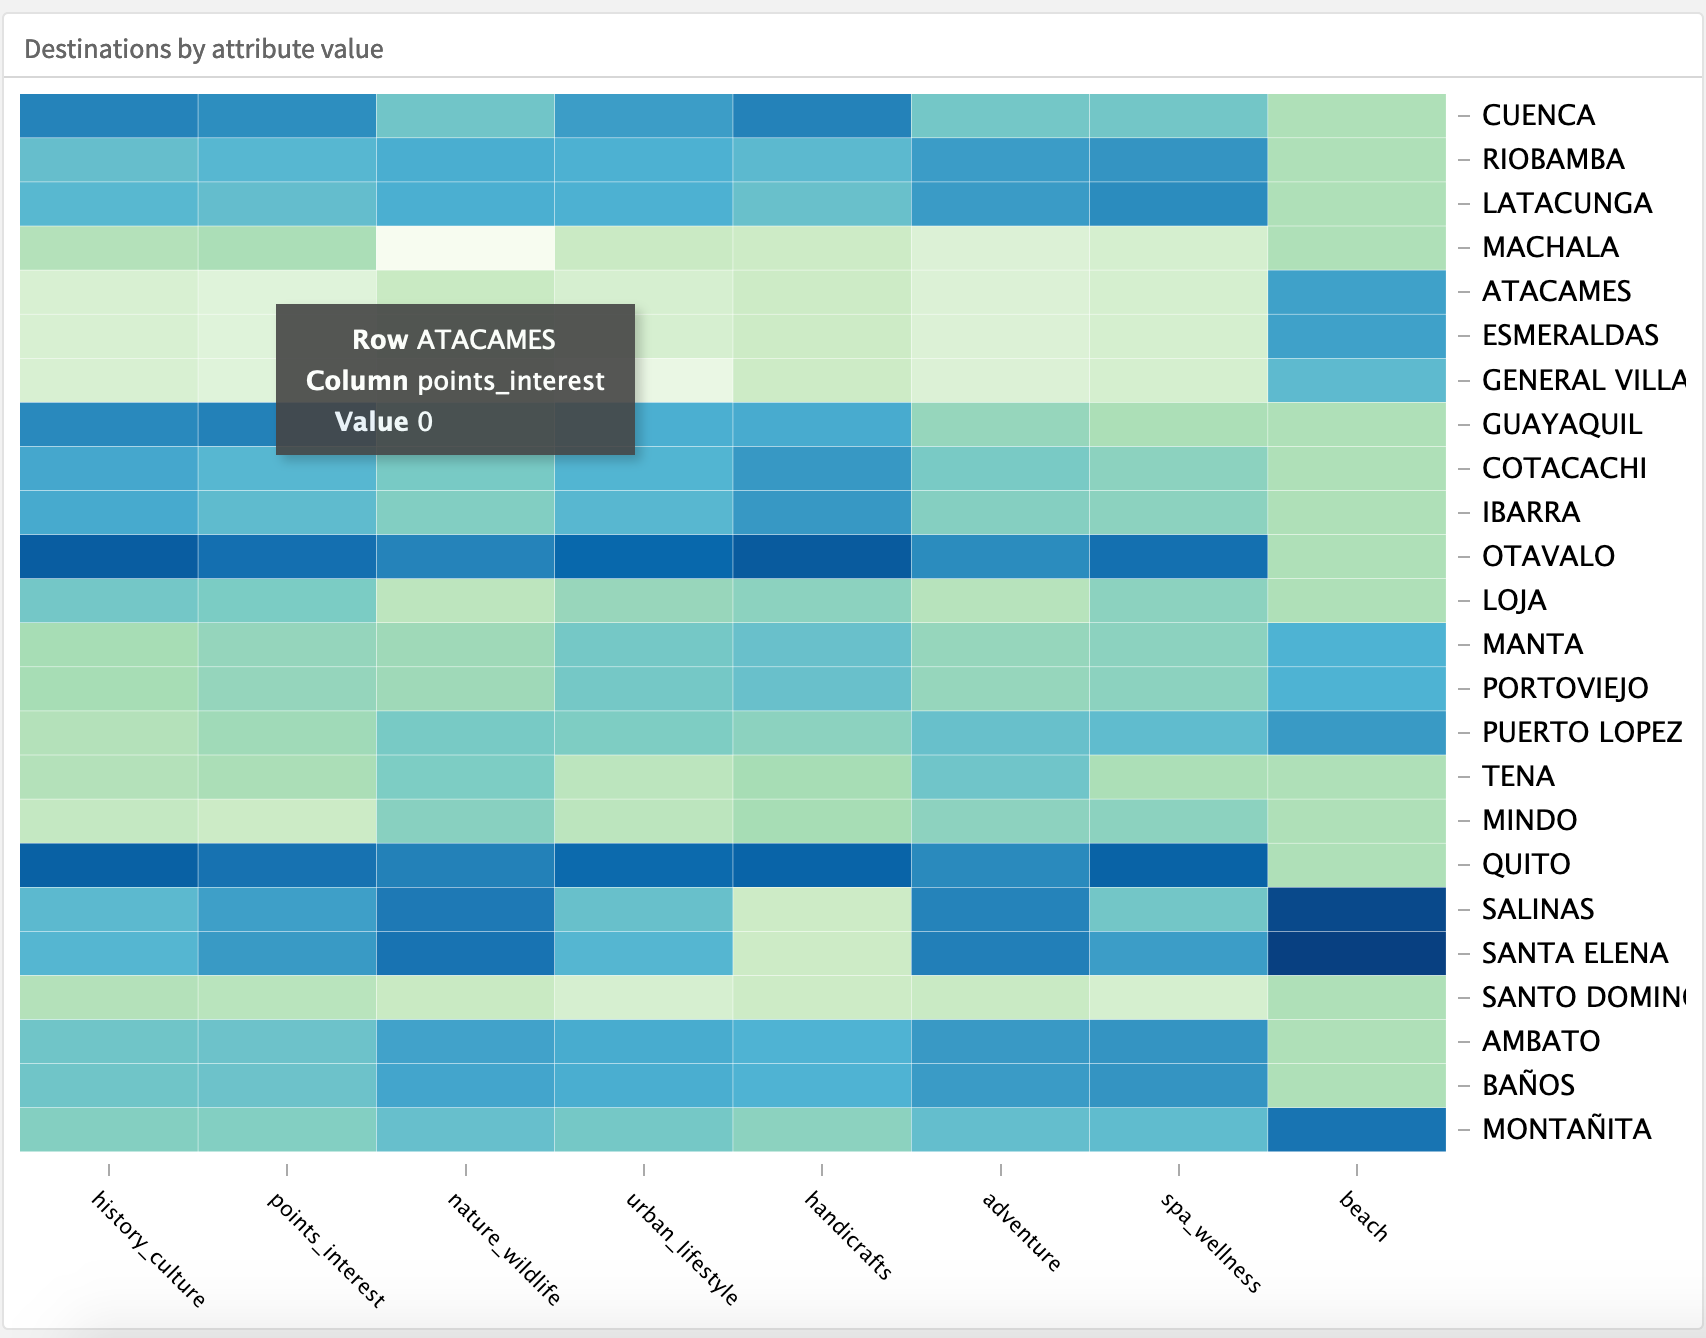 Destinations by attribute value
CUENCA
RIOBAMBA
LATACUNGA
MACHALA
ATACAMES
ESMERALDAS
GENERAL VILLA
GUAYAQUIL
COTACACHI
IBARRA
OTAVALO
LOJA
MANTA
PORTOVIEJO
PUERTO LOPEZ
TENA
MINDO
QUITO
SALINAS
SANTA ELENA
SANTO DOMIN
AMBATO
BAÑOS
MONTAÑITA
Row ATACAMES
Column points_interest
Value 0
history_culture
points_interest
nature_wildlife
urban_lifestyle
handicrafts
adventure
spa_wellness
beach